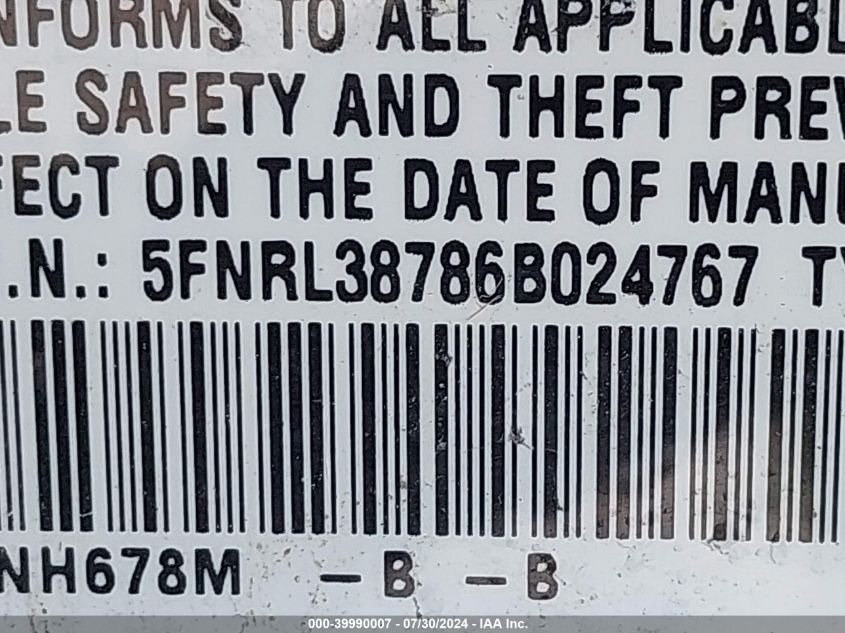 NFORMS TO ALL APPLICABL
LE SAFETY AND THEFT PREV
FECT ON THE DATE OF MANU
.N.: 5FNRL38786B024767 TY
NH678M – B – B
000-39990007 / 07/30/2024 - IAA Inc.